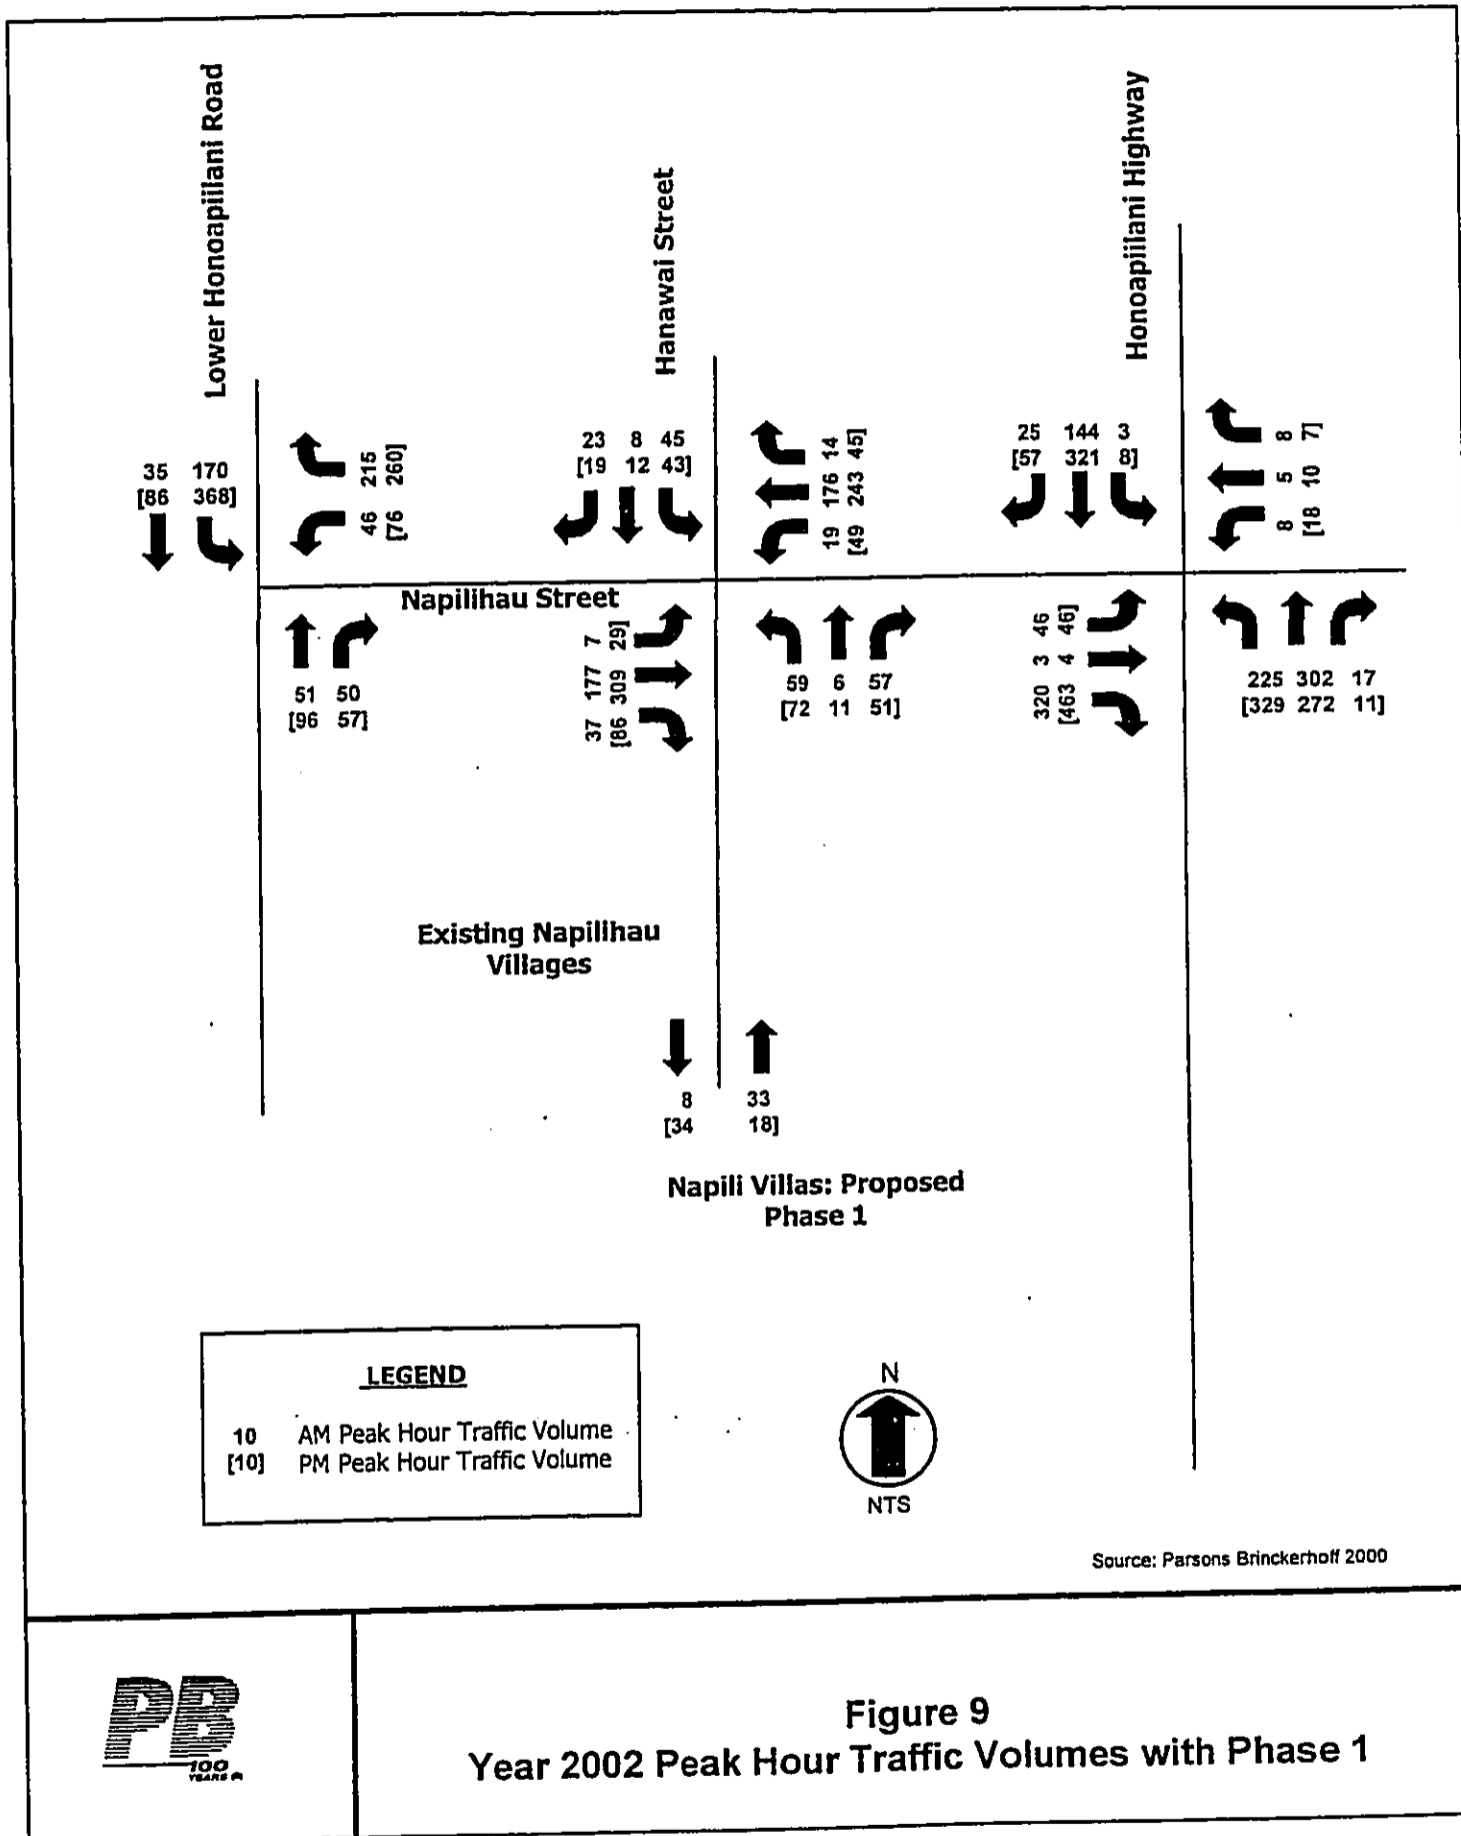 Lower Honoapiilani Road
Hanawai Street
Honoapiilani Highway
35 170
[86 368]
215
260]
46
[76
23 8 45
[19 12 43]
14
45]
176
243
19
[49
25 144 3
[57 321 8]
8
7]
5
10
8
[18
Napilihau Street
51 50
[96 57]
7
29]
177
309
37
[86
59 6 57
[72 11 51]
46
46]
3
4
320
[463
225 302 17
[329 272 11]
Existing Napilihau
Villages
8 33
[34 18]
Napili Villas: Proposed
Phase 1
LEGEND
10 AM Peak Hour Traffic Volume
[10] PM Peak Hour Traffic Volume
N
NTS
Source: Parsons Brinckerhoff 2000
PB
100
YEARS
Figure 9
Year 2002 Peak Hour Traffic Volumes with Phase 1